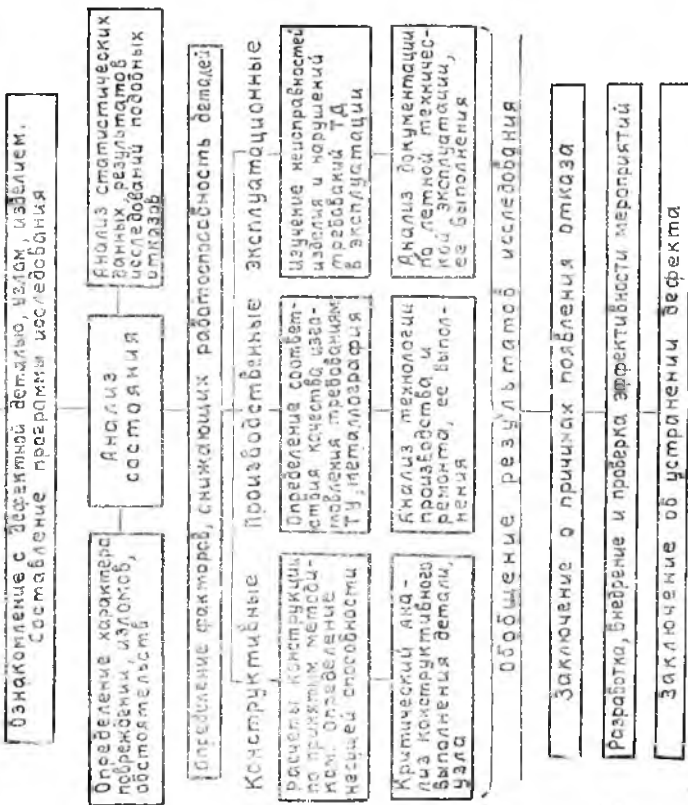 Ознакомление с дефектной деталью, узлом, изделием.
Составление программы исследования
Определение характера
повреждений, изломов,
обстоятельств
Анализ
состояния
Анализ статистических
данных, результатов
исследований подобных
отказов
Определение факторов, снижающих работоспособность деталей
Конструктивные
Производственные
Эксплуатационные
Расчеты конструкции
по принятым методи-
кам. Определение
несущей способности
Определение соответ-
ствия качества изго-
товления требованиям
ТУ, металлография
Изучение неисправностей
изделия и нарушений
требований ТД
в эксплуатации
Критический ана-
лиз конструктивного
выполнения детали,
узла
Анализ технологии
производства и
ремонта, ее выпол-
нения
Анализ документации
по летной техничес-
кой эксплуатации,
ее выполнения
Обобщение результатов исследования
Заключение о причинах появления отказа
Разработка, внедрение и проверка эффективности мероприятий
Заключение об устранении дефекта